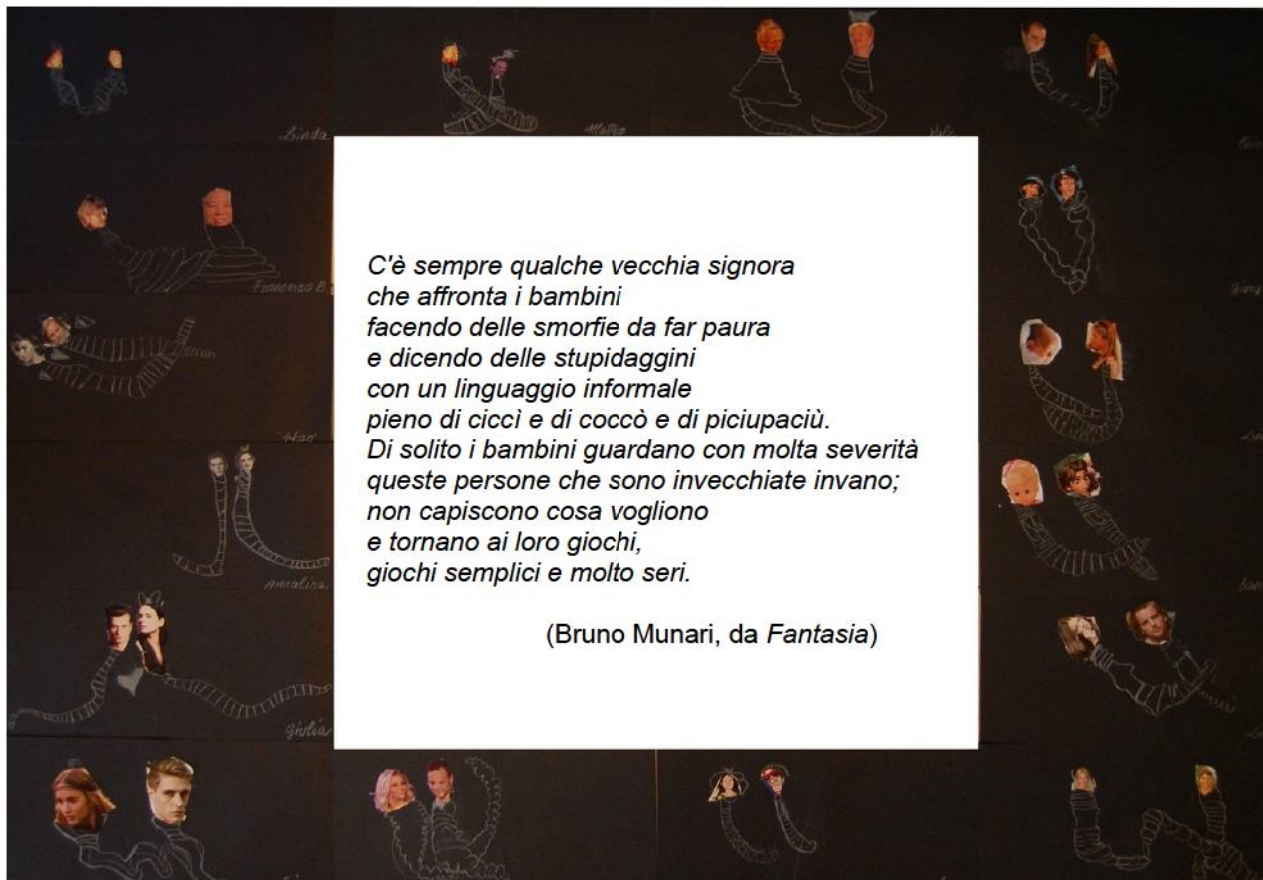 Linda
Matteo
Francesco B.
C'è sempre qualche vecchia signora
che affronta i bambini
facendo delle smorfie da far paura
e dicendo delle stupidaggini
con un linguaggio informale
pieno di ciccì e di coccò e di piciupaciù.
Di solito i bambini guardano con molta severità
queste persone che sono invecchiate invano;
non capiscono cosa vogliono
e tornano ai loro giochi,
giochi semplici e molto seri.
(Bruno Munari, da Fantasia)
Annalisa
Giulia